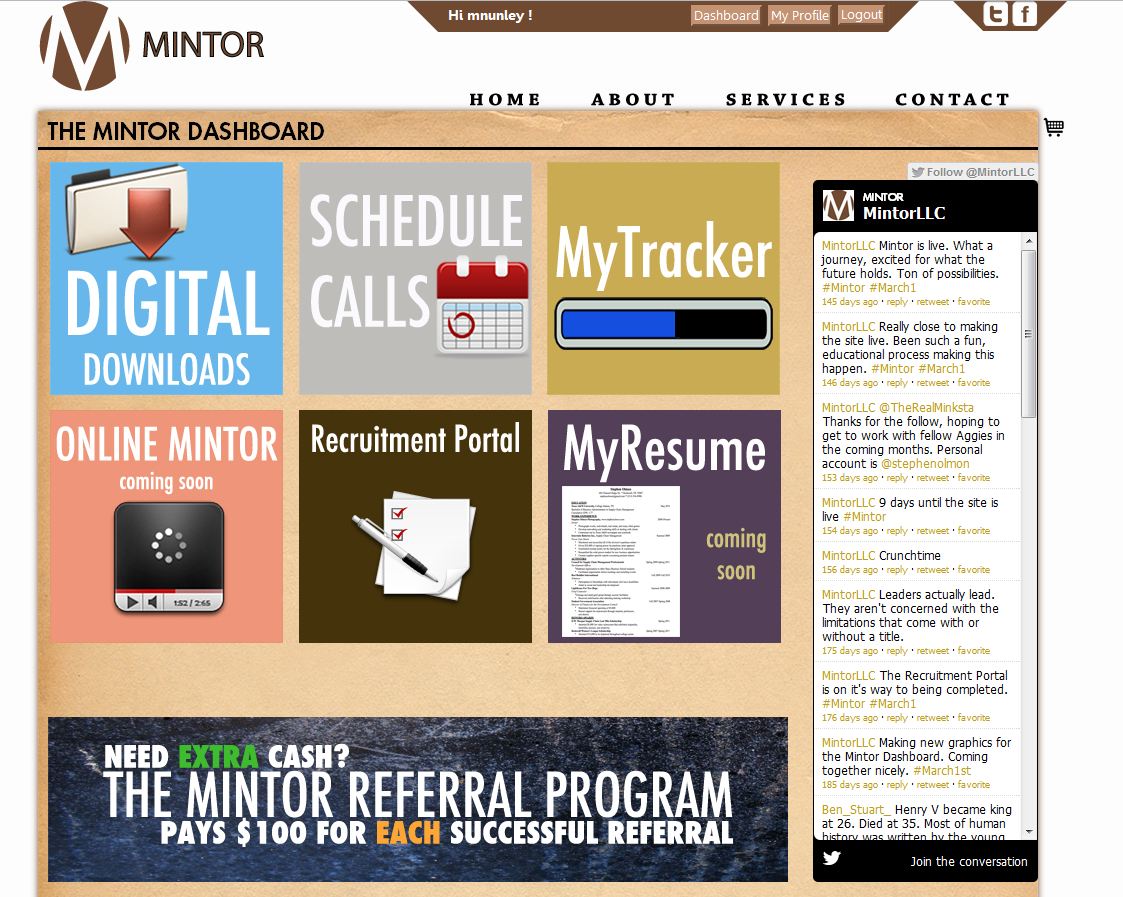 Hi mnunley !
Dashboard My Profile Logout
MINTOR
HOME ABOUT SERVICES CONTACT
THE MINTOR DASHBOARD
DIGITAL
DOWNLOADS
SCHEDULE
CALLS
MyTracker
ONLINE MINTOR
coming soon
1:52 / 2:65
Recruitment Portal
MyResume
coming
soon
NEED EXTRA CASH?
THE MINTOR REFERRAL PROGRAM
PAYS $100 FOR EACH SUCCESSFUL REFERRAL
Follow @MintorLLC
MINTOR
MintorLLC
MintorLLC Mintor is live. What a
journey, excited for what the
future holds. Ton of possibilities.
#Mintor #March1
145 days ago · reply · retweet · favorite
MintorLLC Really close to making
the site live. Been such a fun,
educational process making this
happen. #Mintor #March1
146 days ago · reply · retweet · favorite
MintorLLC @TheRealMinksta
Thanks for the follow, hoping to
get to work with fellow Aggies in
the coming months. Personal
account is @stephenolmon
153 days ago · reply · retweet · favorite
MintorLLC 9 days until the site is
live #Mintor
154 days ago · reply · retweet · favorite
MintorLLC Crunchtime
156 days ago · reply · retweet · favorite
MintorLLC Leaders actually lead.
They aren't concerned with the
limitations that come with or
without a title.
175 days ago · reply · retweet · favorite
MintorLLC The Recruitment Portal
is on it's way to being completed.
#Mintor #March1
176 days ago · reply · retweet · favorite
MintorLLC Making new graphics for
the Mintor Dashboard. Coming
together nicely. #March1st
185 days ago · reply · retweet · favorite
Ben_Stuart_ Henry V became king
at 26. Died at 35. Most of human
history was written by the young
Join the conversation